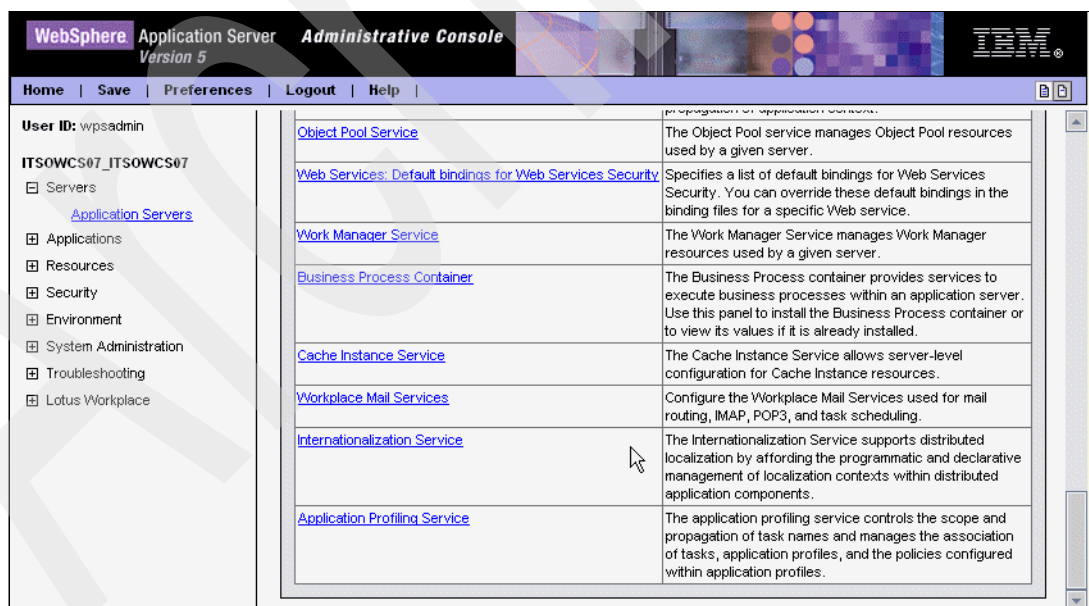 WebSphere. Application Server Administrative Console
Version 5
IBM®
Home | Save | Preferences | Logout | Help |
User ID: wpsadmin
ITSOWCS07_ITSOWCS07
Servers
Application Servers
Applications
Resources
Security
Environment
System Administration
Troubleshooting
Lotus Workplace
propagation of application context.
Object Pool Service
The Object Pool service manages Object Pool resources
used by a given server.
Web Services: Default bindings for Web Services Security
Specifies a list of default bindings for Web Services
Security. You can override these default bindings in the
binding files for a specific Web service.
Work Manager Service
The Work Manager Service manages Work Manager
resources used by a given server.
Business Process Container
The Business Process container provides services to
execute business processes within an application server.
Use this panel to install the Business Process container or
to view its values if it is already installed.
Cache Instance Service
The Cache Instance Service allows server-level
configuration for Cache Instance resources.
Workplace Mail Services
Configure the Workplace Mail Services used for mail
routing, IMAP, POP3, and task scheduling.
Internationalization Service
The Internationalization Service supports distributed
localization by affording the programmatic and declarative
management of localization contexts within distributed
application components.
Application Profiling Service
The application profiling service controls the scope and
propagation of task names and manages the association
of tasks, application profiles, and the policies configured
within application profiles.